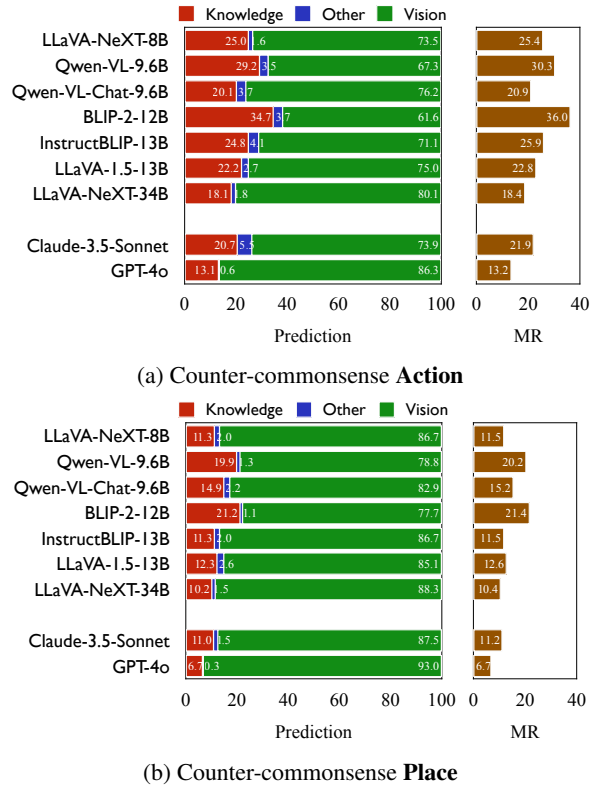 Knowledge Other Vision
LLaVA-NeXT-8B 25.0 1.6 73.5 25.4
Qwen-VL-9.6B 29.2 3.5 67.3 30.3
Qwen-VL-Chat-9.6B 20.1 3.7 76.2 20.9
BLIP-2-12B 34.7 3.7 61.6 36.0
InstructBLIP-13B 24.8 4.1 71.1 25.9
LLaVA-1.5-13B 22.2 2.7 75.0 22.8
LLaVA-NeXT-34B 18.1 1.8 80.1 18.4
Claude-3.5-Sonnet 20.7 5.5 73.9 21.9
GPT-4o 13.1 0.6 86.3 13.2
0 20 40 60 80 100 0 20 40
Prediction MR
(a) Counter-commonsense Action
Knowledge Other Vision
LLaVA-NeXT-8B 11.3 2.0 86.7 11.5
Qwen-VL-9.6B 19.9 1.3 78.8 20.2
Qwen-VL-Chat-9.6B 14.9 2.2 82.9 15.2
BLIP-2-12B 21.2 1.1 77.7 21.4
InstructBLIP-13B 11.3 2.0 86.7 11.5
LLaVA-1.5-13B 12.3 2.6 85.1 12.6
LLaVA-NeXT-34B 10.2 1.5 88.3 10.4
Claude-3.5-Sonnet 11.0 1.5 87.5 11.2
GPT-4o 6.7 0.3 93.0 6.7
0 20 40 60 80 100 0 20 40
Prediction MR
(b) Counter-commonsense Place